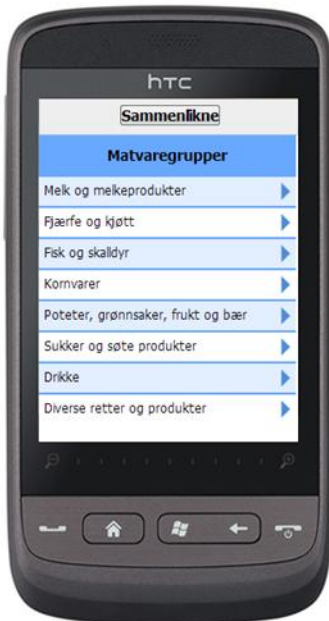 hTC
Sammenlikne
Matvaregrupper
Melk og melkeprodukter
Fjærfe og kjøtt
Fisk og skalldyr
Kornvarer
Poteter, grønnsaker, frukt og bær
Sukker og søte produkter
Drikke
Diverse retter og produkter